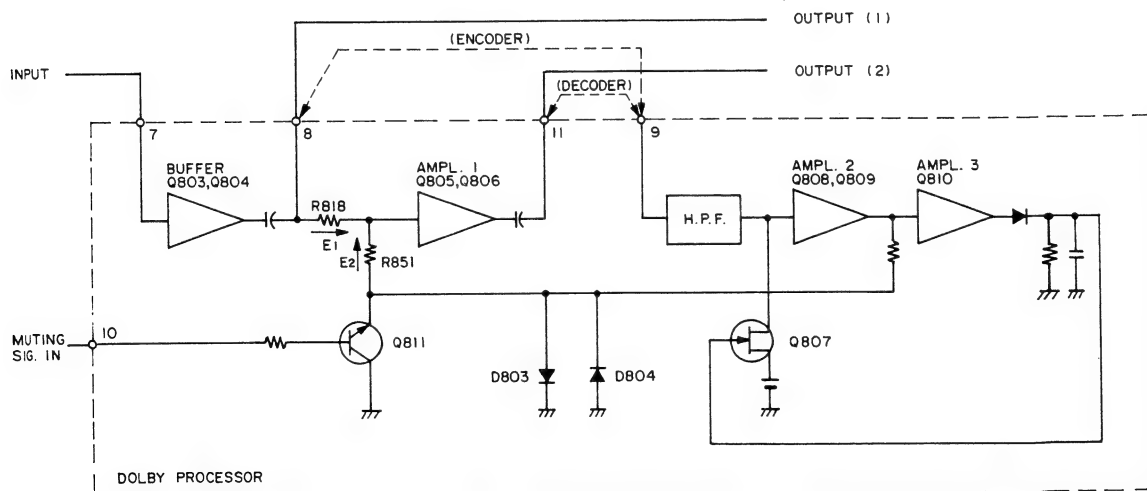 OUTPUT (1)
(ENCODER)
INPUT
OUTPUT (2)
(DECODER)
7
8
11
9
BUFFER
Q803,Q804
AMPL. 1
Q805,Q806
AMPL. 2
Q808,Q809
AMPL. 3
Q810
R818
H.P.F.
E1
E2
R851
10
MUTING
SIG. IN
Q811
Q807
D803
D804
DOLBY PROCESSOR